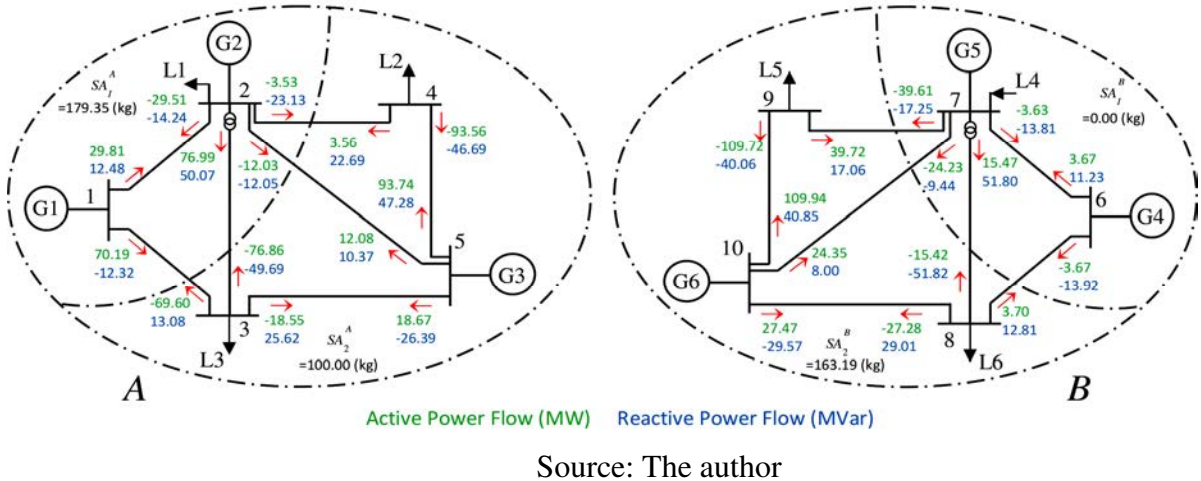 G2
SA₁ᴬ
=179.35 (kg)
L1
2
-3.53
-23.13
L2
4
-29.51
-14.24
-93.56
-46.69
29.81
12.48
76.99
50.07
-12.03
-12.05
3.56
22.69
93.74
47.28
G1
1
70.19
-12.32
-76.86
-49.69
12.08
10.37
5
G3
-69.60
13.08
3
-18.55
25.62
18.67
-26.39
SA₂ᴬ
=100.00 (kg)
L3
A
G5
L5
9
-39.61
-17.25
7
L4
SA₁ᴮ
=0.00 (kg)
-3.63
-13.81
-109.72
-40.06
39.72
17.06
-24.23
-9.44
15.47
51.80
3.67
11.23
6
G4
109.94
40.85
10
24.35
8.00
-15.42
-51.82
-3.67
-13.92
G6
27.47
-29.57
-27.28
29.01
8
3.70
12.81
SA₂ᴮ
=163.19 (kg)
L6
B
Active Power Flow (MW) Reactive Power Flow (MVar)
Source: The author